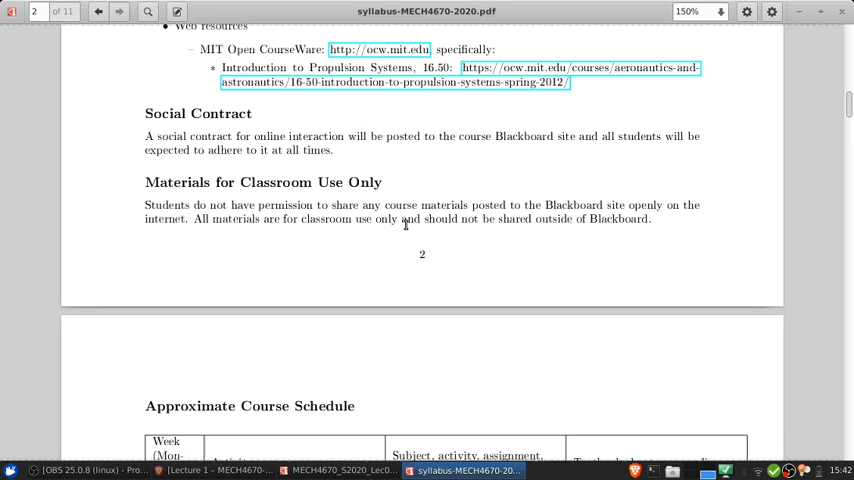 2
of 11
syllabus-MECH4670-2020.pdf
150%
• Web resources
– MIT Open CourseWare: http://ocw.mit.edu, specifically:
∗ Introduction to Propulsion Systems, 16.50: https://ocw.mit.edu/courses/aeronautics-and-
astronautics/16-50-introduction-to-propulsion-systems-spring-2012/
Social Contract
A social contract for online interaction will be posted to the course Blackboard site and all students will be
expected to adhere to it at all times.
Materials for Classroom Use Only
Students do not have permission to share any course materials posted to the Blackboard site openly on the
internet. All materials are for classroom use only and should not be shared outside of Blackboard.
2
Approximate Course Schedule
Week
(Mon-
Subject, activity, assignment,
[OBS 25.0.8 (linux) - Pro...
[Lecture 1 – MECH4670-...
MECH4670_S2020_Lec0...
syllabus-MECH4670-20...
15:42